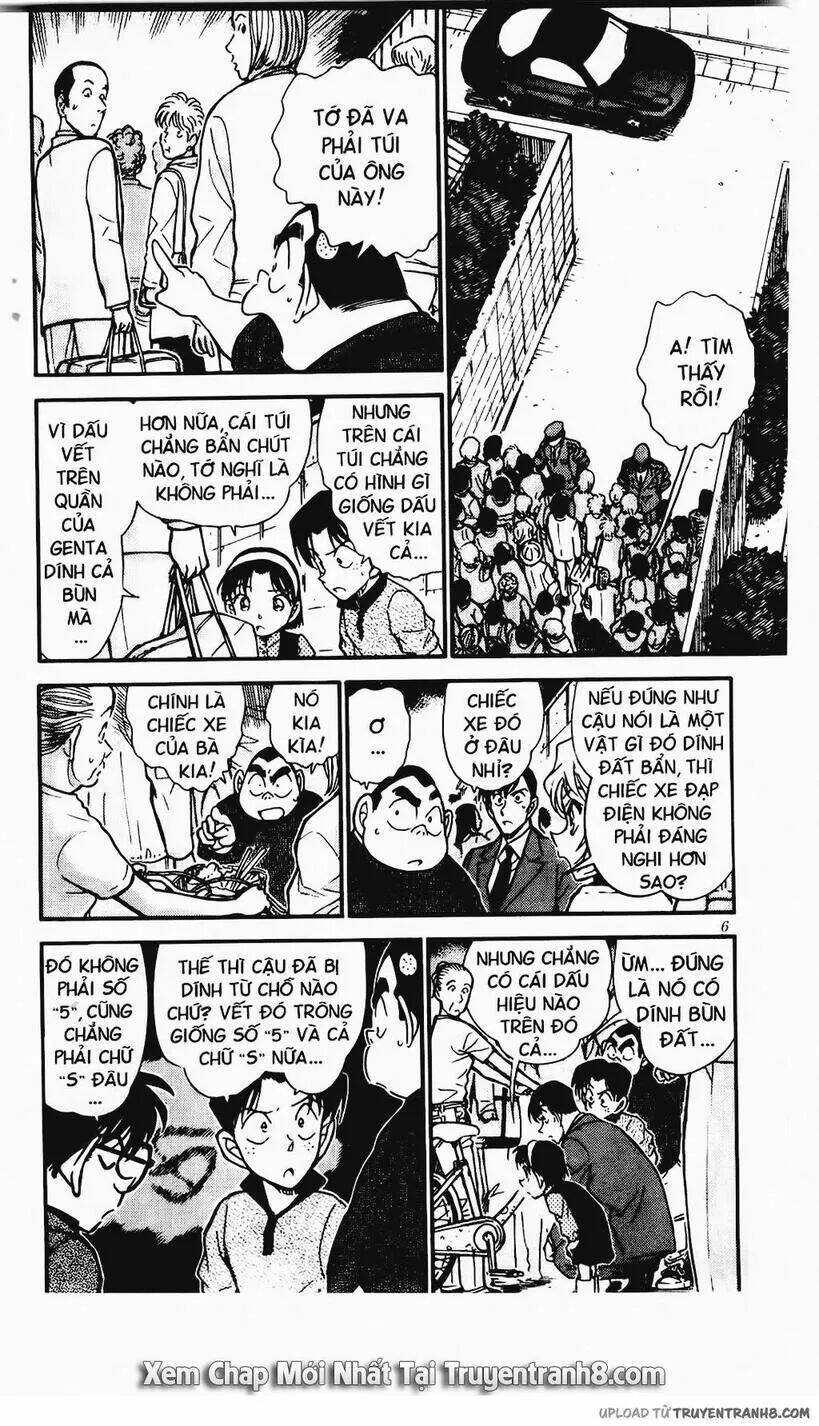 A! TÌM
THẤY
RỒI!
TỚ ĐÃ VA
PHẢI TÚI
CỦA ÔNG
NÀY!
NHƯNG
TRÊN CÁI
TÚI CHẲNG
CÓ HÌNH GÌ
GIỐNG DẤU
VẾT KIA
CẢ...
HƠN NỮA, CÁI TÚI
CHẲNG BẨN CHÚT
NÀO, TỚ NGHĨ LÀ
KHÔNG PHẢI...
VÌ DẤU
VẾT
TRÊN
QUẦN
CỦA
GENTA
DÍNH CẢ
BÙN
MÀ
...
NẾU ĐÚNG NHƯ
CẬU NÓI LÀ MỘT
VẬT GÌ ĐÓ DÍNH
ĐẤT BẨN, THÌ
CHIẾC XE ĐẠP
ĐIỆN KHÔNG
PHẢI ĐÁNG
NGHI HƠN
SAO?
CHIẾC
XE ĐÓ
Ở ĐÂU
NHỈ?
Ơ
...
NÓ
KIA
KÌA!
CHÍNH LÀ
CHIẾC XE
CỦA BÀ
KIA!
6
ỪM... ĐÚNG
LÀ NÓ CÓ
DÍNH BÙN
ĐẤT...
NHƯNG CHẲNG
CÓ CÁI DẤU
HIỆU NÀO
TRÊN ĐÓ
CẢ...
THẾ THÌ CẬU ĐÃ BỊ
DÍNH TỪ CHỖ NÀO
CHỨ? VẾT ĐÓ TRÔNG
GIỐNG SỐ "5" VÀ CẢ
CHỮ "S" NỮA...
ĐÓ KHÔNG
PHẢI SỐ
"5", CŨNG
CHẲNG
PHẢI CHỮ
"S" ĐÂU
...
Xem Chap Mới Nhất Tại Truyentranh8.com
UPLOAD TỪ TRUYENTRANH8.COM